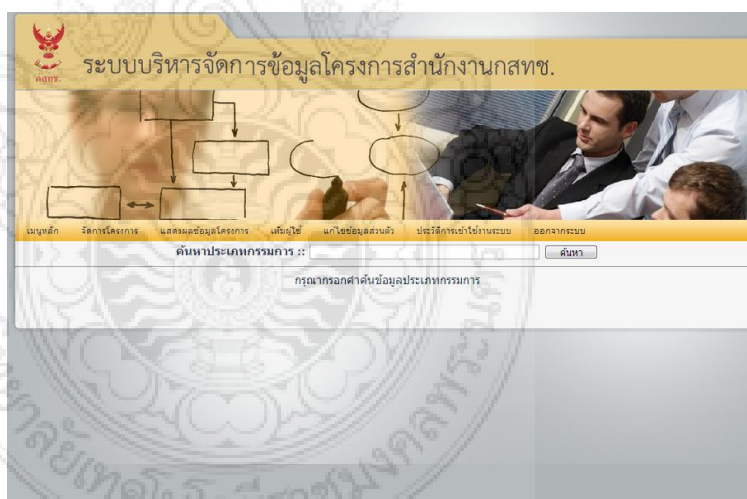 กสทช.
ระบบบริหารจัดการข้อมูลโครงการสำนักงานกสทช.
เมนูหลัก จัดการโครงการ แสดงผลข้อมูลโครงการ เพิ่มผู้ใช้ แก้ไขข้อมูลส่วนตัว ประวัติการเข้าใช้งานระบบ ออกจากระบบ
ค้นหาประเภทกรรมการ :: ค้นหา
กรุณากรอกคำค้นข้อมูลประเภทกรรมการ